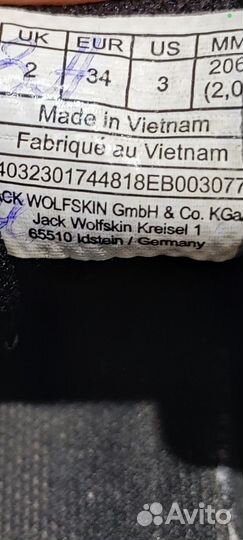 UK EUR US MM
2 34 3 206
(2,0
Made in Vietnam
Fabriqué au Vietnam
4032301744818EB003077
JACK WOLFSKIN GmbH & Co. KGa
Jack Wolfskin Kreisel 1
65510 Idstein / Germany
Avito